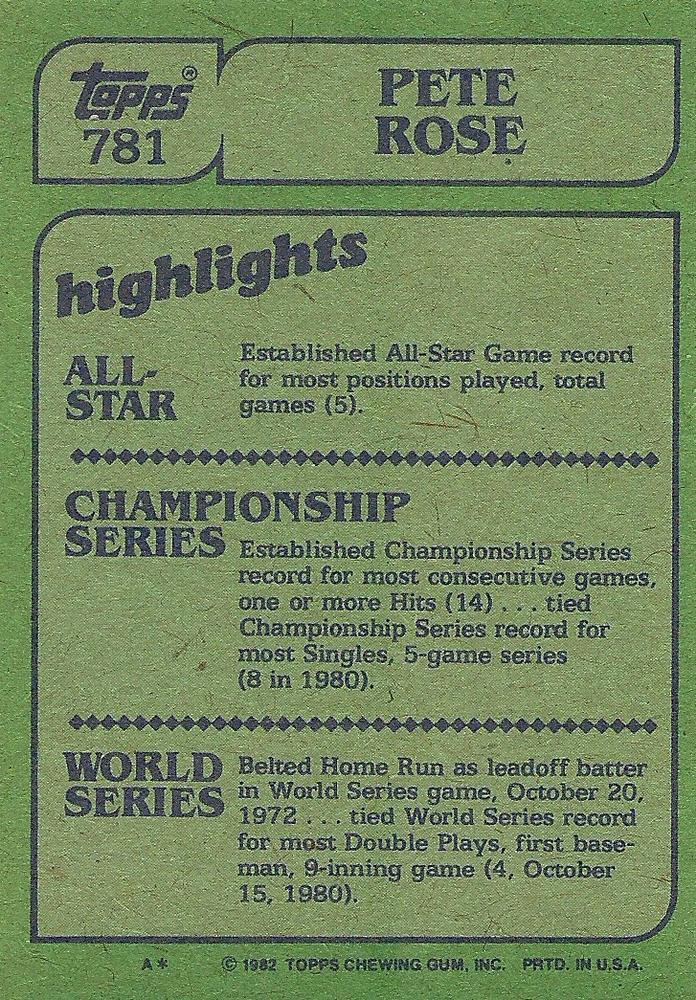 Topps®
781
PETE
ROSE
highlights
ALL-
STAR
Established All-Star Game record
for most positions played, total
games (5).
CHAMPIONSHIP
SERIES
Established Championship Series
record for most consecutive games,
one or more Hits (14) . . . tied
Championship Series record for
most Singles, 5-game series
(8 in 1980).
WORLD
SERIES
Belted Home Run as leadoff batter
in World Series game, October 20,
1972 . . . tied World Series record
for most Double Plays, first base-
man, 9-inning game (4, October
15, 1980).
A* © 1982 TOPPS CHEWING GUM, INC. PRTD. IN U.S.A.